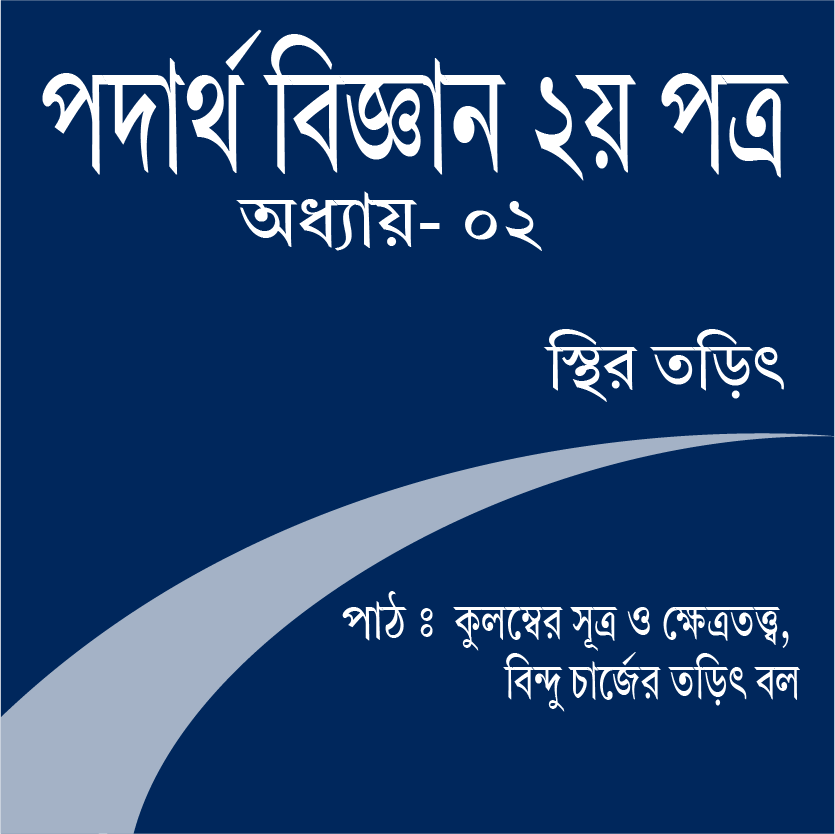 পদার্থ বিজ্ঞান ২য় পত্র
অধ্যায়- ০২
স্থির তড়িৎ
পাঠ ঃ কুলম্বের সূত্র ও ক্ষেত্রতত্ত্ব,
বিন্দু চার্জের তড়িৎ বল